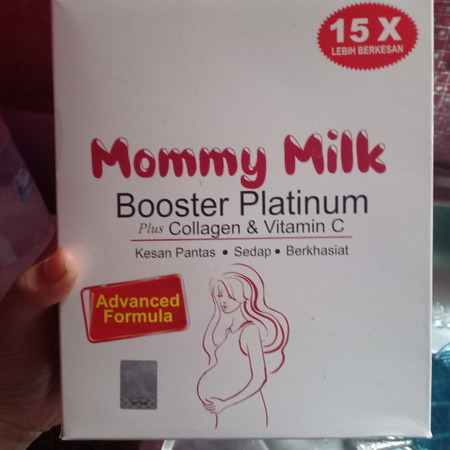 15 X
LEBIH BERKESAN
Mommy Milk
Booster Platinum
Plus Collagen & Vitamin C
Kesan Pantas • Sedap • Berkhasiat
Advanced
Formula